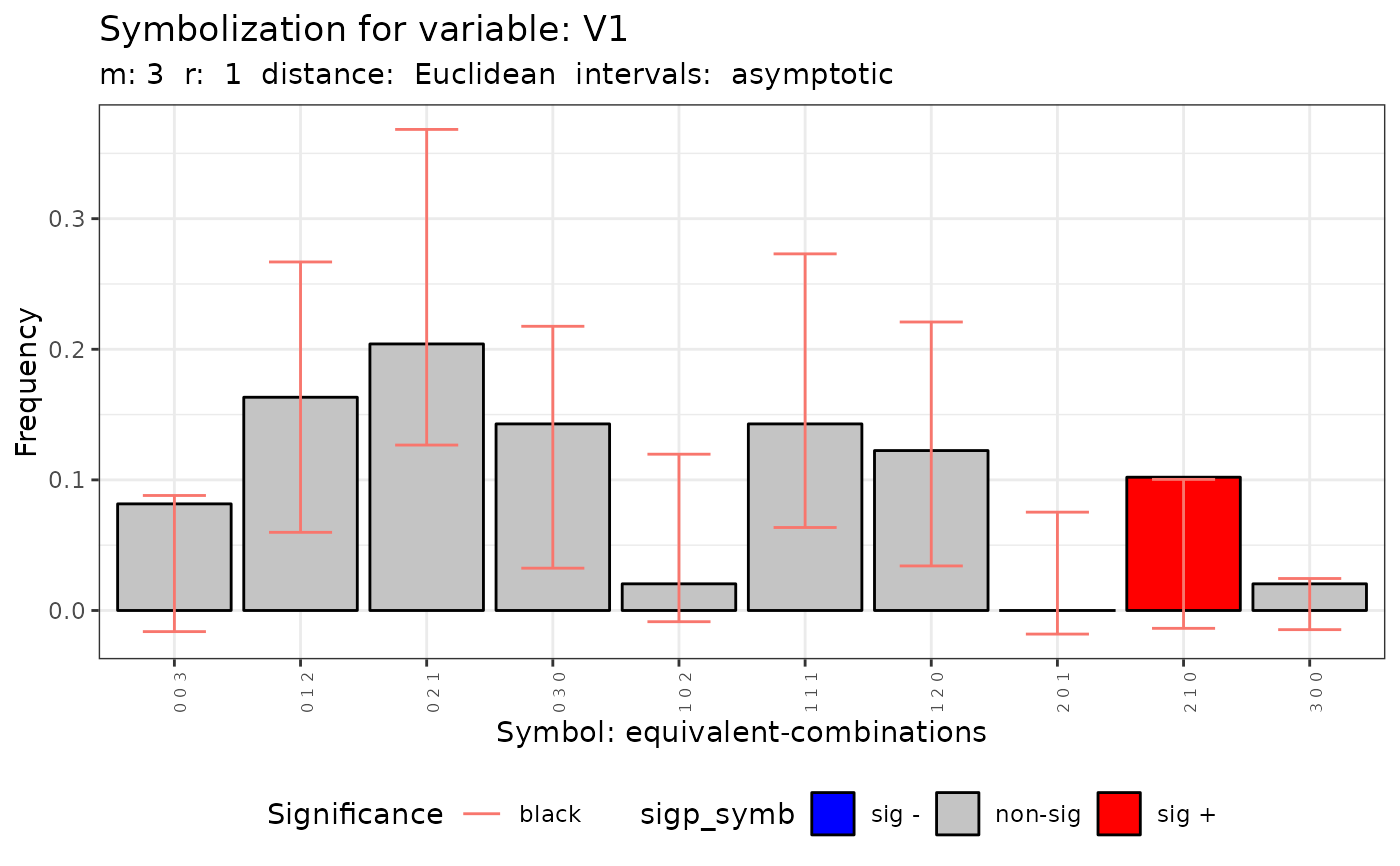 Symbolization for variable: V1
m: 3 r: 1 distance: Euclidean intervals: asymptotic
Frequency
0.3
0.2
0.1
0.0
0 0 3
0 1 2
0 2 1
0 3 0
1 0 2
1 1 1
1 2 0
2 0 1
2 1 0
3 0 0
Symbol: equivalent-combinations
Significance black sigp_symb sig - non-sig sig +